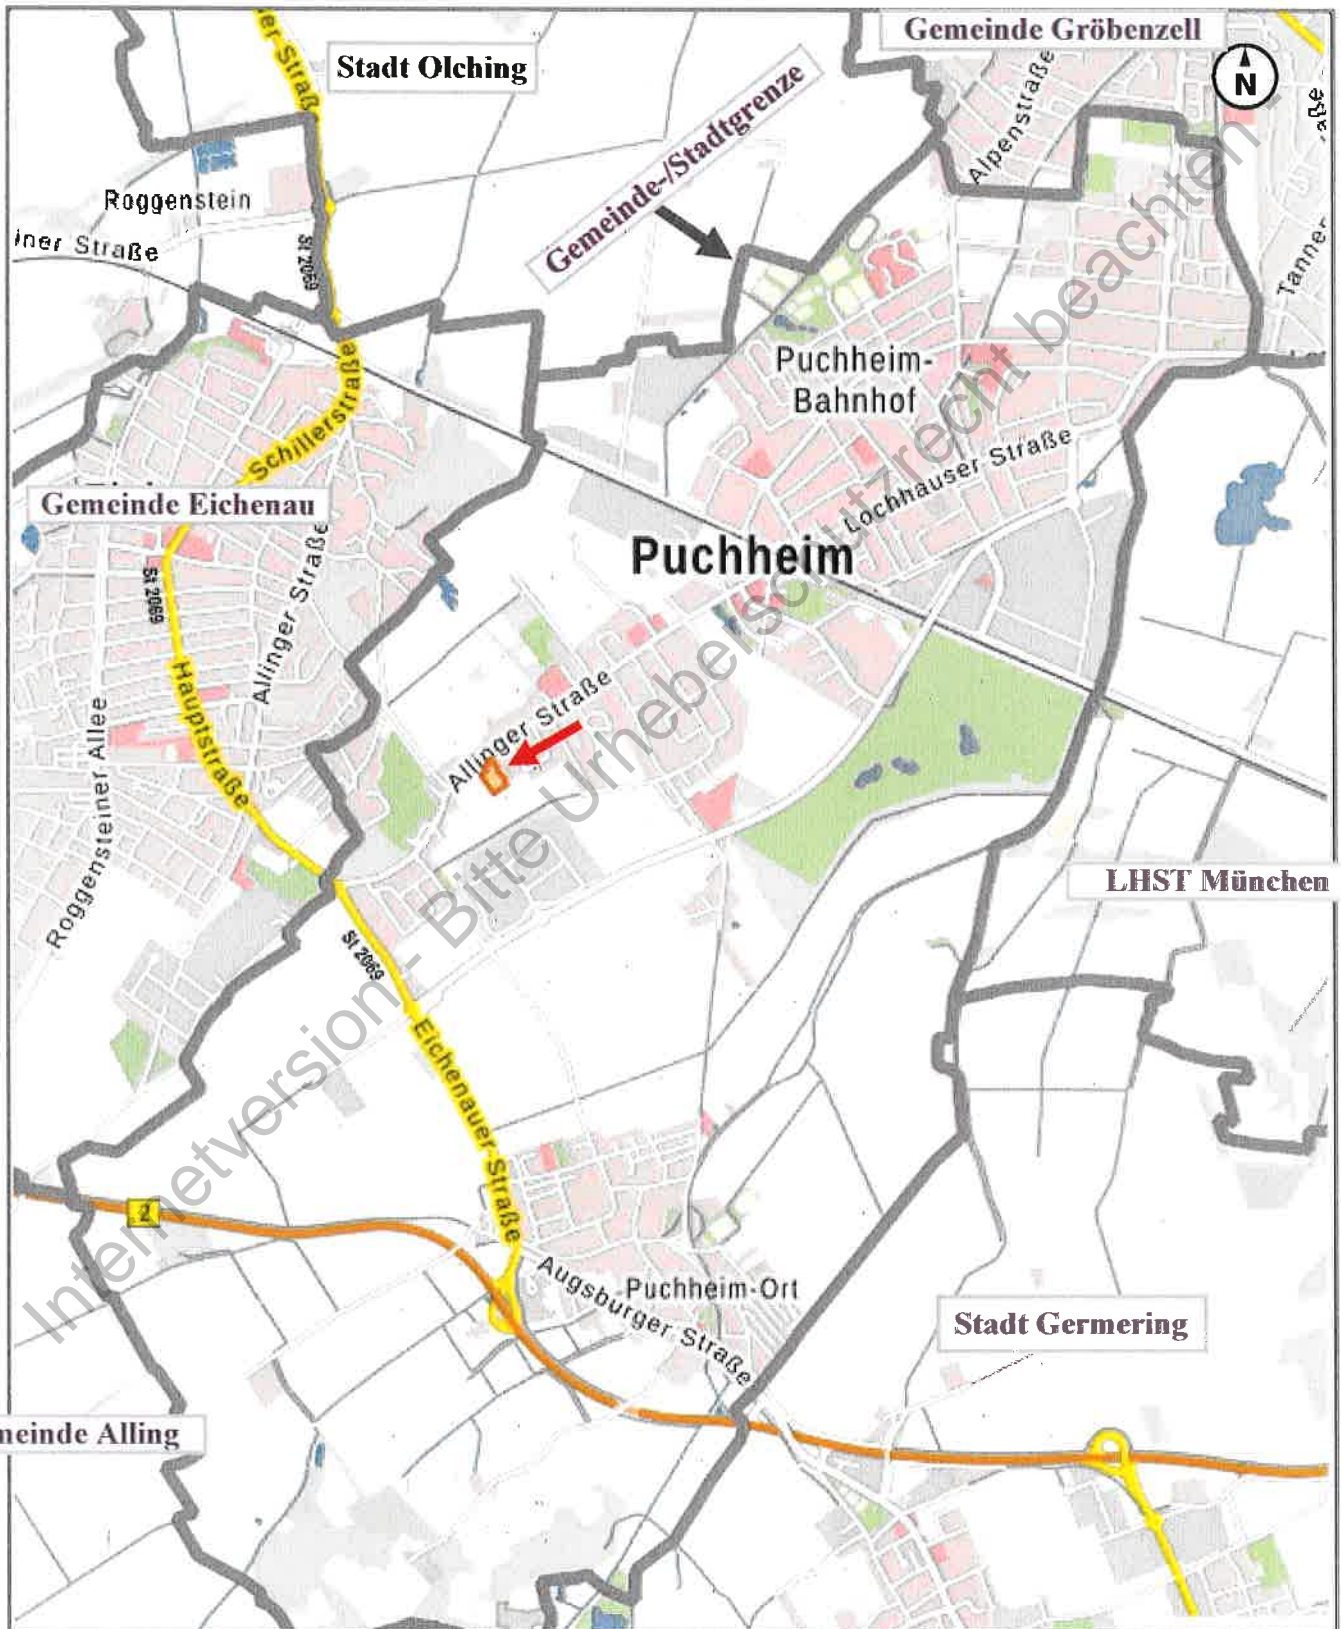 Gemeinde Gröbenzell
Stadt Olching
N
Alpenstraße
Gemeinde-/Stadtgrenze
Roggenstein
iner Straße
St 2069
Puchheim-
Bahnhof
Schillerstraße
Lochhauser Straße
Gemeinde Eichenau
Puchheim
St 2069
Allinger Straße
Hauptstraße
Allinger Straße
Roggensteiner Allee
LHST München
St 2069
Eichenauer-Straße
2
Augsburger Straße
Puchheim-Ort
Stadt Germering
meinde Alling
Internetversion - Bitte Urheberschutzrecht beachten -